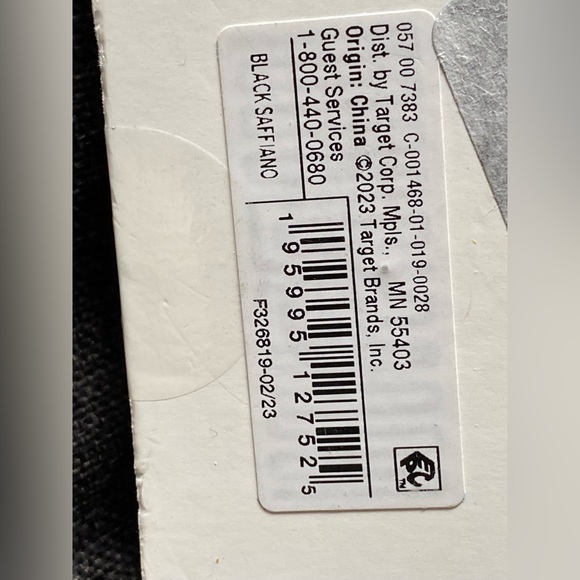 057 00 7383 C-001468-01-019-0028
Dist. by Target Corp. Mpls., MN 55403
Origin: China ©2023 Target Brands, Inc.
Guest Services
1-800-440-0680
BLACK SAFFIANO
1 95995 12752 5
F326819-02/23
TM